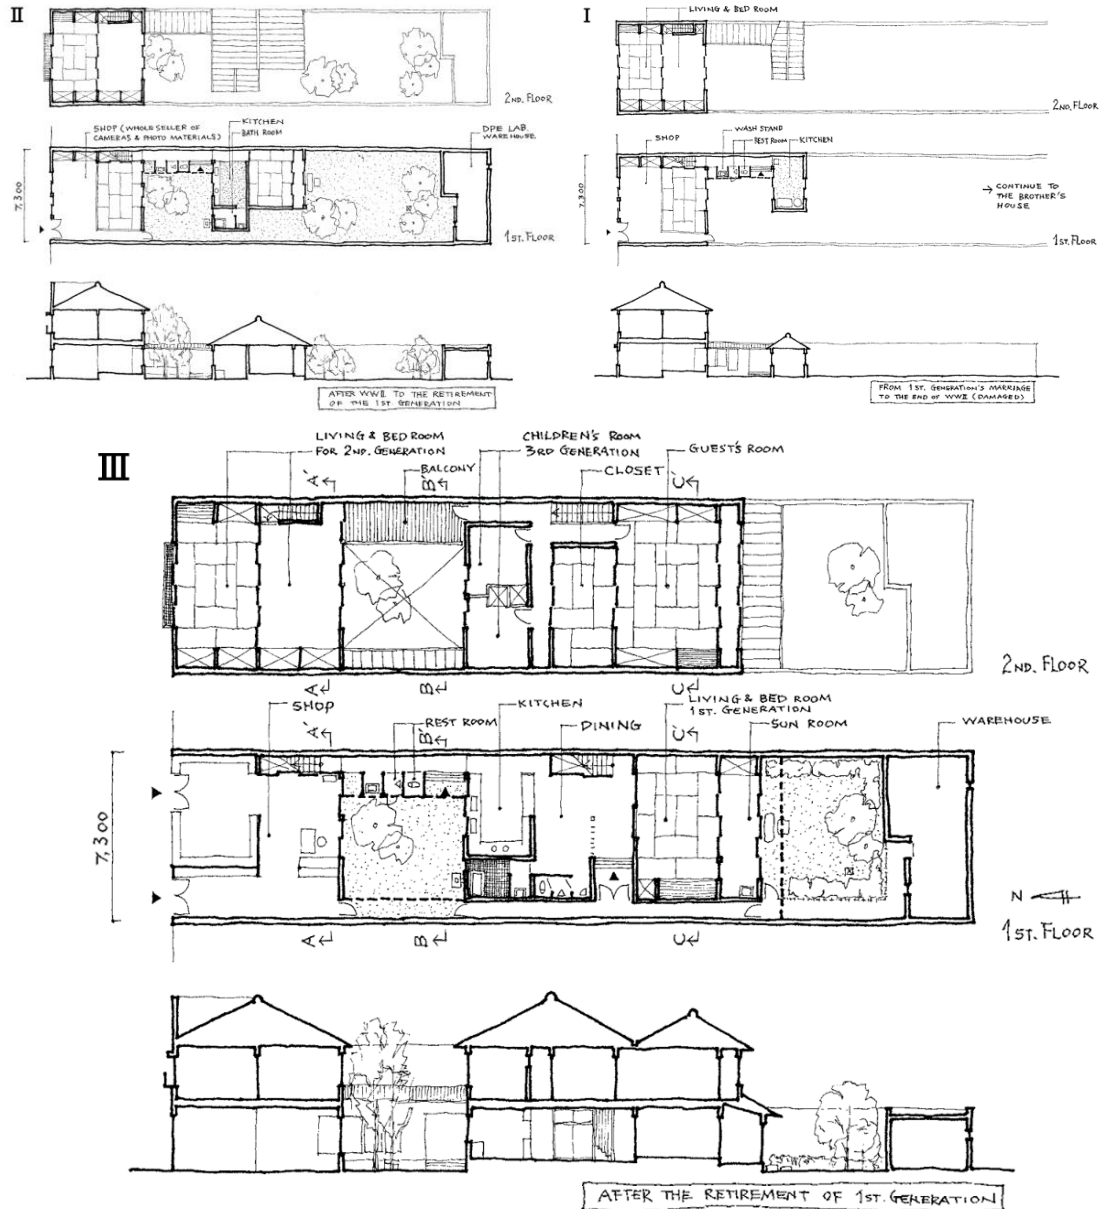 II
2ND. FLOOR
SHOP (WHOLE SELLER OF
CAMERAS & PHOTO MATERIALS)
KITCHEN
BATH ROOM
DPE LAB.
WARE HOUSE
7,300
1ST. FLOOR
AFTER WWII TO THE RETIREMENT
OF THE 1ST. GENERATION
I
LIVING & BED ROOM
2ND. FLOOR
SHOP
WASH STAND
REST ROOM
KITCHEN
7,300
CONTINUE TO
THE BROTHER'S
HOUSE
1ST. FLOOR
FROM 1ST. GENERATION'S MARRIAGE
TO THE END OF WWII (DAMAGED)
III
LIVING & BED ROOM
FOR 2ND. GENERATION
BALCONY
CHILDREN'S ROOM
3RD GENERATION
CLOSET
GUEST'S ROOM
A'
B'
C'
A
B
C
2ND. FLOOR
SHOP
REST ROOM
KITCHEN
DINING
LIVING & BED ROOM
1ST. GENERATION
SUN ROOM
WAREHOUSE
A'
B'
C'
7,300
A
B
C
N
1ST. FLOOR
AFTER THE RETIREMENT OF 1ST. GENERATION